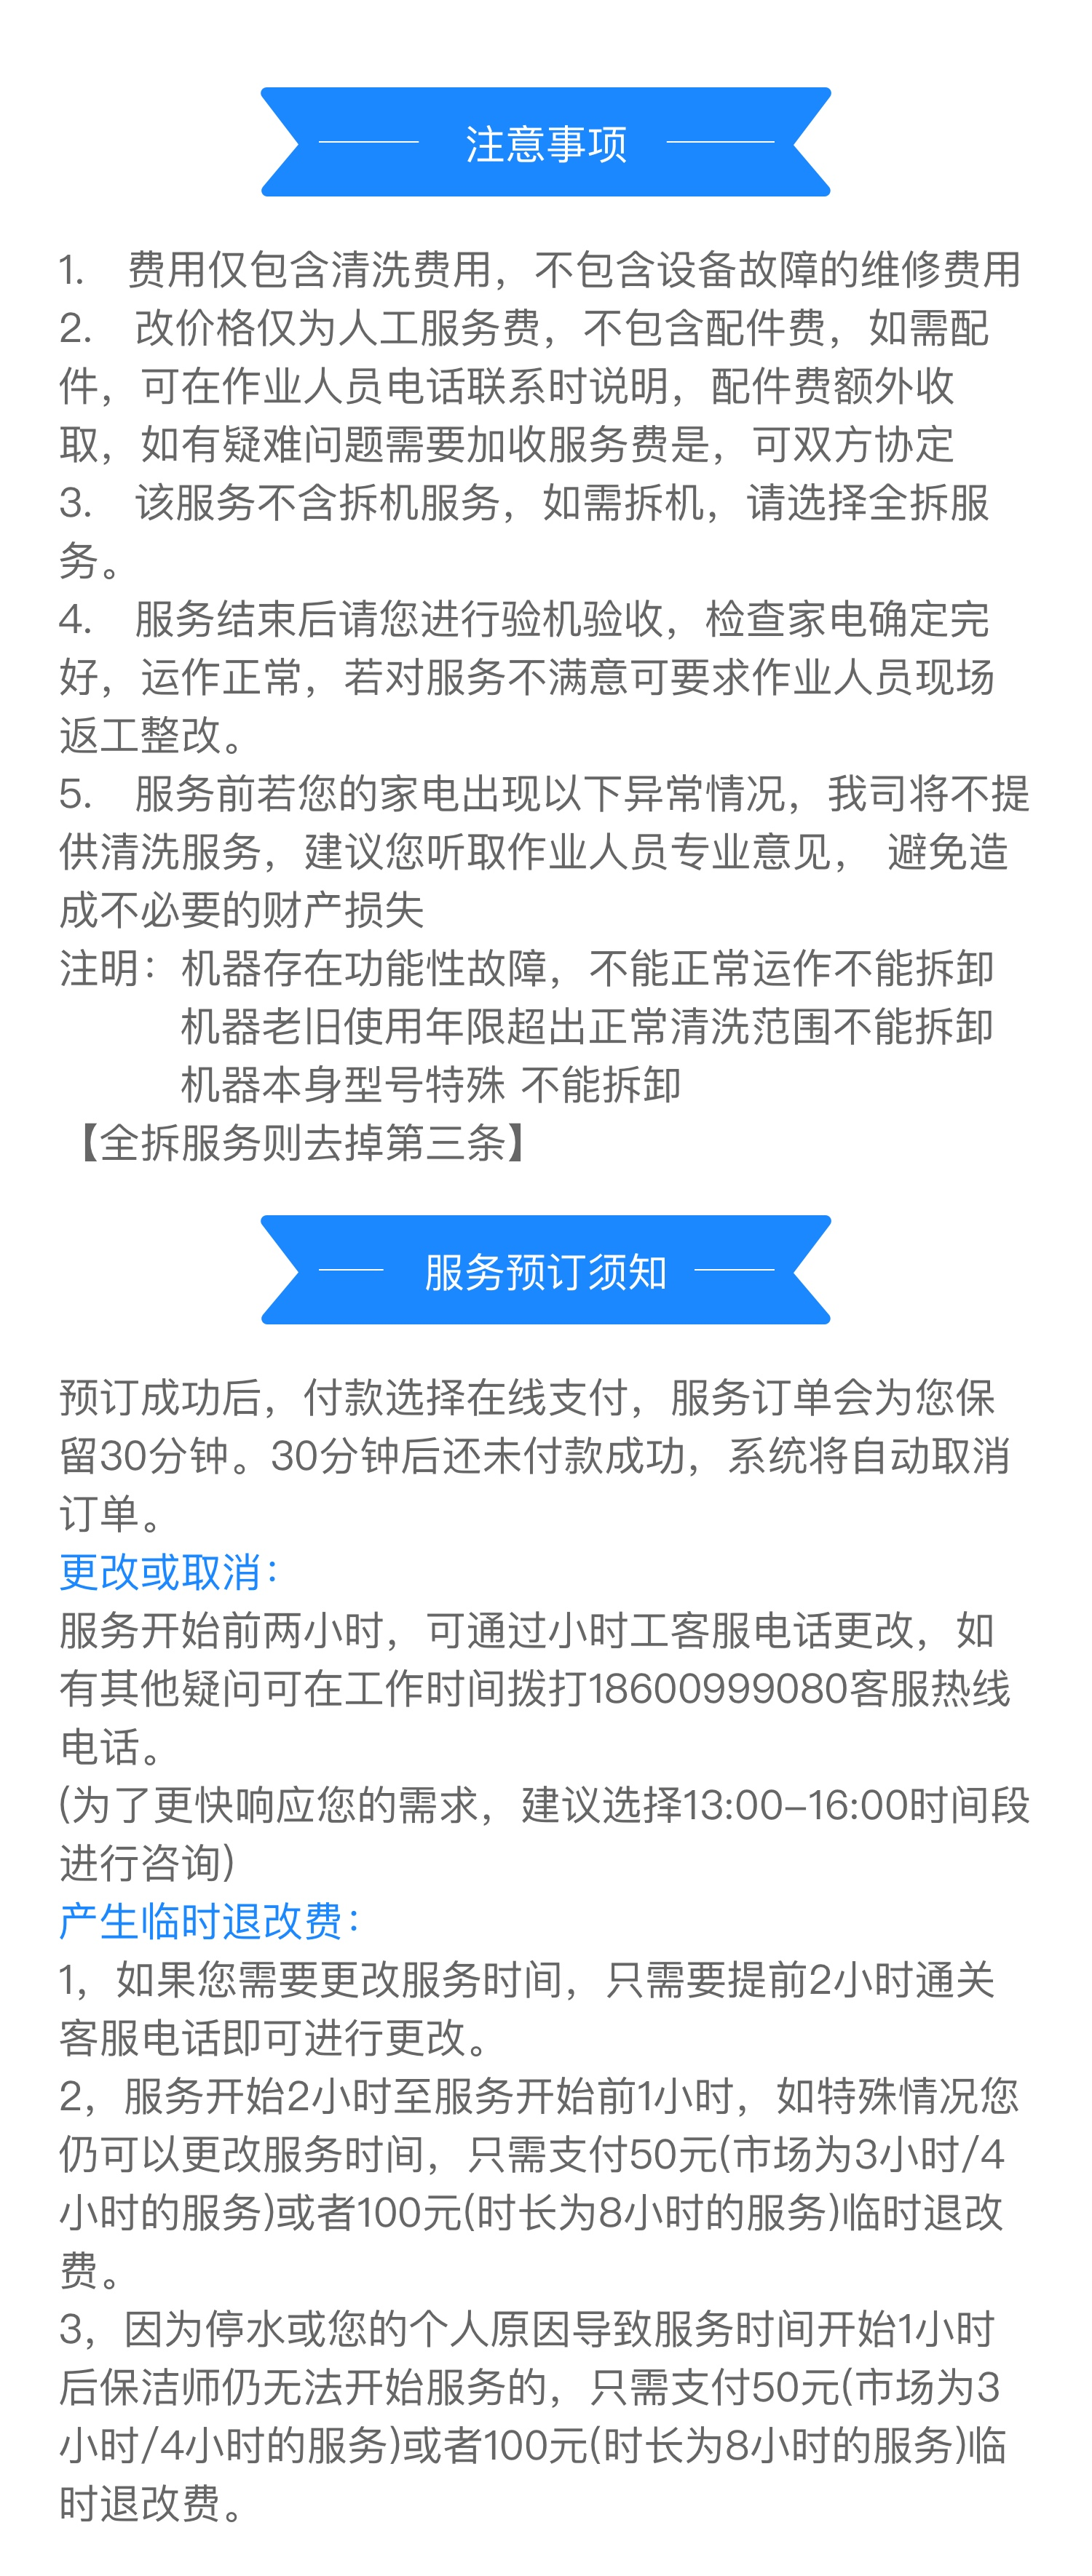 注意事项
1. 费用仅包含清洗费用，不包含设备故障的维修费用
2. 改价格仅为人工服务费，不包含配件费，如需配
件，可在作业人员电话联系时说明，配件费额外收
取，如有疑难问题需要加收服务费是，可双方协定
3. 该服务不含拆机服务，如需拆机，请选择全拆服
务。
4. 服务结束后请您进行验机验收，检查家电确定完
好，运作正常，若对服务不满意可要求作业人员现场
返工整改。
5. 服务前若您的家电出现以下异常情况，我司将不提
供清洗服务，建议您听取作业人员专业意见， 避免造
成不必要的财产损失
注明：机器存在功能性故障，不能正常运作不能拆卸
机器老旧使用年限超出正常清洗范围不能拆卸
机器本身型号特殊 不能拆卸
【全拆服务则去掉第三条】
服务预订须知
预订成功后，付款选择在线支付，服务订单会为您保
留30分钟。30分钟后还未付款成功，系统将自动取消
订单。
更改或取消：
服务开始前两小时，可通过小时工客服电话更改，如
有其他疑问可在工作时间拨打18600999080客服热线
电话。
(为了更快响应您的需求，建议选择13:00-16:00时间段
进行咨询)
产生临时退改费：
1，如果您需要更改服务时间，只需要提前2小时通关
客服电话即可进行更改。
2，服务开始2小时至服务开始前1小时，如特殊情况您
仍可以更改服务时间，只需支付50元(市场为3小时/4
小时的服务)或者100元(时长为8小时的服务)临时退改
费。
3，因为停水或您的个人原因导致服务时间开始1小时
后保洁师仍无法开始服务的，只需支付50元(市场为3
小时/4小时的服务)或者100元(时长为8小时的服务)临
时退改费。